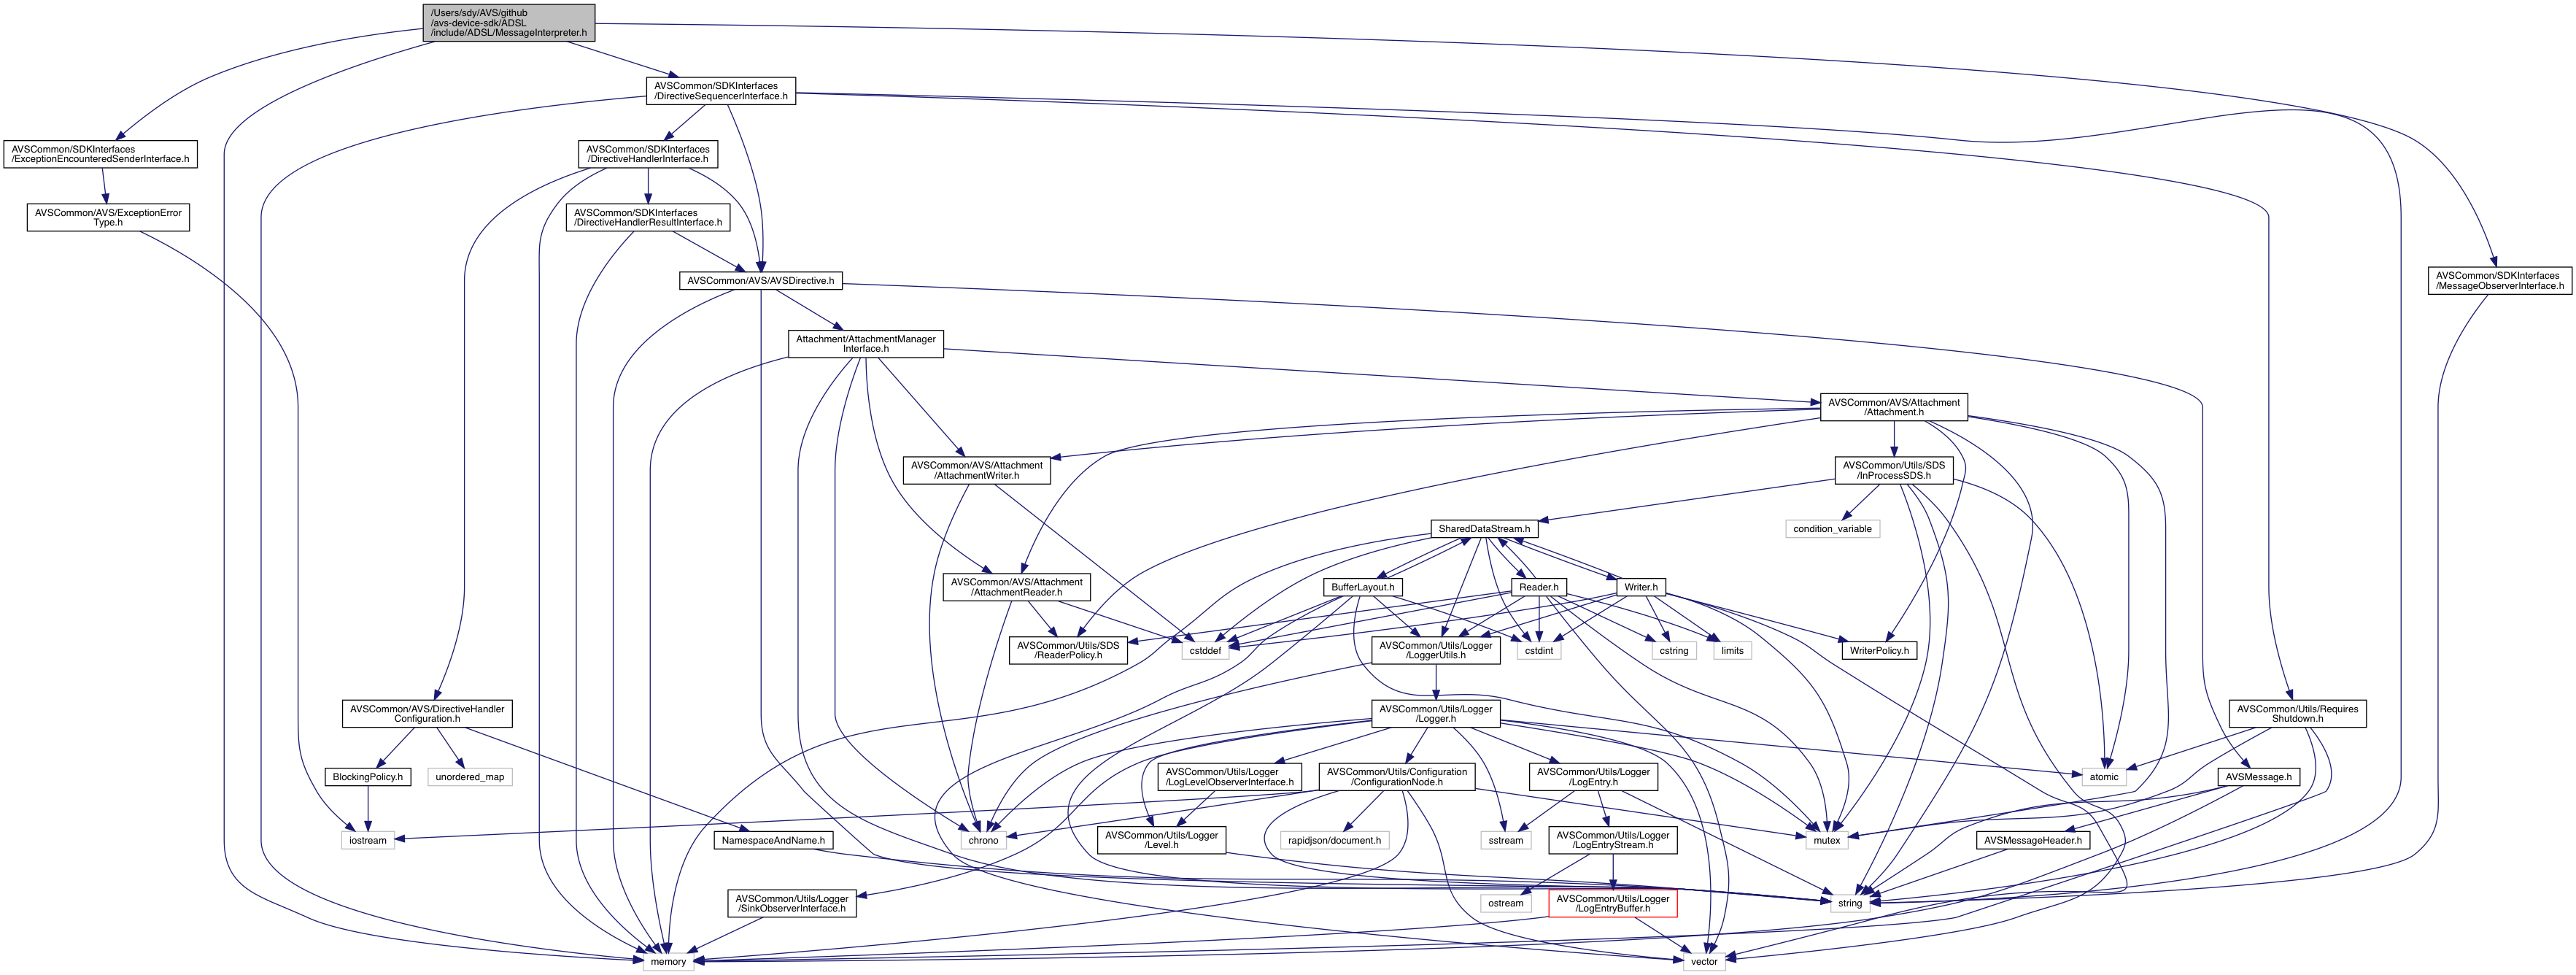 /Users/sdy/AVS/github
/avs-device-sdk/ADSL
/include/ADSL/MessageInterpreter.h
AVSCommon/SDKInterfaces
/DirectiveSequencerInterface.h
AVSCommon/SDKInterfaces
/ExceptionEncounteredSenderInterface.h
AVSCommon/SDKInterfaces
/DirectiveHandlerInterface.h
AVSCommon/AVS/ExceptionError
Type.h
AVSCommon/SDKInterfaces
/DirectiveHandlerResultInterface.h
AVSCommon/AVS/AVSDirective.h
AVSCommon/SDKInterfaces
/MessageObserverInterface.h
Attachment/AttachmentManager
Interface.h
AVSCommon/AVS/Attachment
/Attachment.h
AVSCommon/AVS/Attachment
/AttachmentWriter.h
AVSCommon/Utils/SDS
/InProcessSDS.h
SharedDataStream.h
condition_variable
AVSCommon/AVS/Attachment
/AttachmentReader.h
BufferLayout.h
Reader.h
Writer.h
AVSCommon/Utils/SDS
/ReaderPolicy.h
cstddef
AVSCommon/Utils/Logger
/LoggerUtils.h
cstdint
cstring
limits
WriterPolicy.h
AVSCommon/AVS/DirectiveHandler
Configuration.h
AVSCommon/Utils/Logger
/Logger.h
AVSCommon/Utils/Requires
Shutdown.h
BlockingPolicy.h
unordered_map
AVSCommon/Utils/Logger
/LogLevelObserverInterface.h
AVSCommon/Utils/Configuration
/ConfigurationNode.h
AVSCommon/Utils/Logger
/LogEntry.h
atomic
AVSMessage.h
iostream
NamespaceAndName.h
chrono
AVSCommon/Utils/Logger
/Level.h
rapidjson/document.h
sstream
AVSCommon/Utils/Logger
/LogEntryStream.h
mutex
AVSMessageHeader.h
AVSCommon/Utils/Logger
/SinkObserverInterface.h
ostream
AVSCommon/Utils/Logger
/LogEntryBuffer.h
string
memory
vector